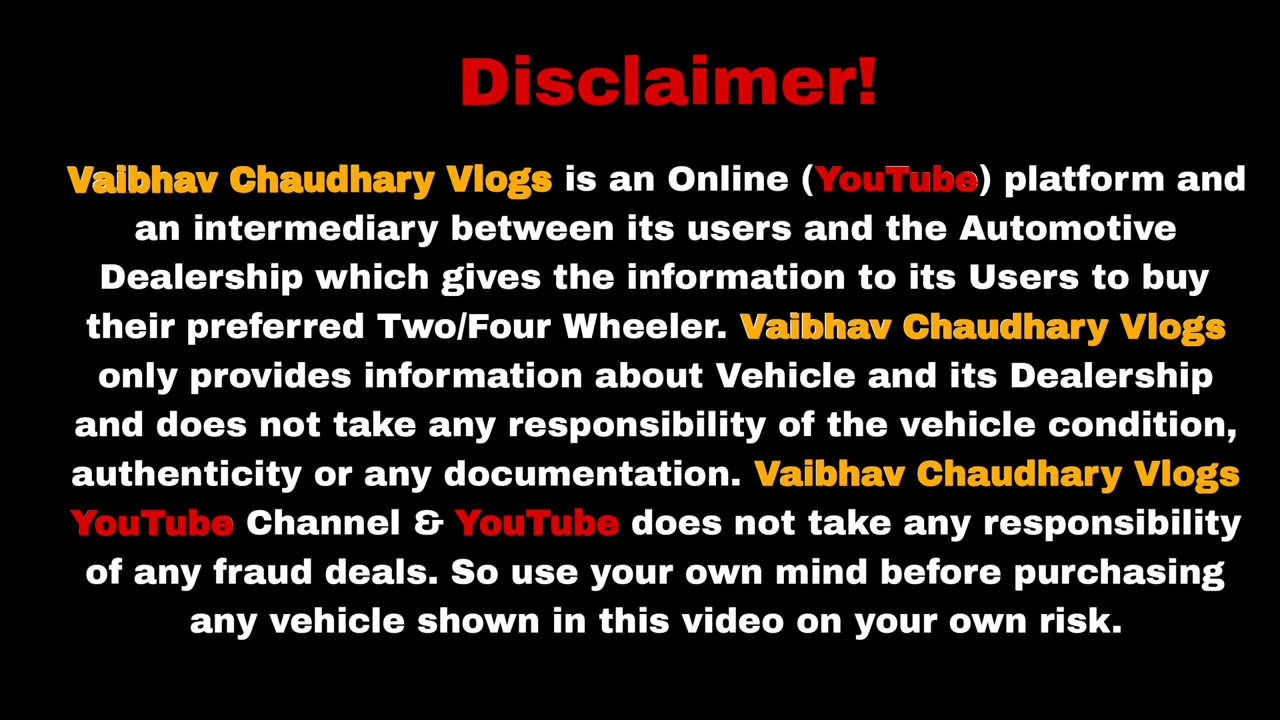 Disclaimer!
Vaibhav Chaudhary Vlogs is an Online (YouTube) platform and
an intermediary between its users and the Automotive
Dealership which gives the information to its Users to buy
their preferred Two/Four Wheeler. Vaibhav Chaudhary Vlogs
only provides information about Vehicle and its Dealership
and does not take any responsibility of the vehicle condition,
authenticity or any documentation. Vaibhav Chaudhary Vlogs
YouTube Channel & YouTube does not take any responsibility
of any fraud deals. So use your own mind before purchasing
any vehicle shown in this video on your own risk.